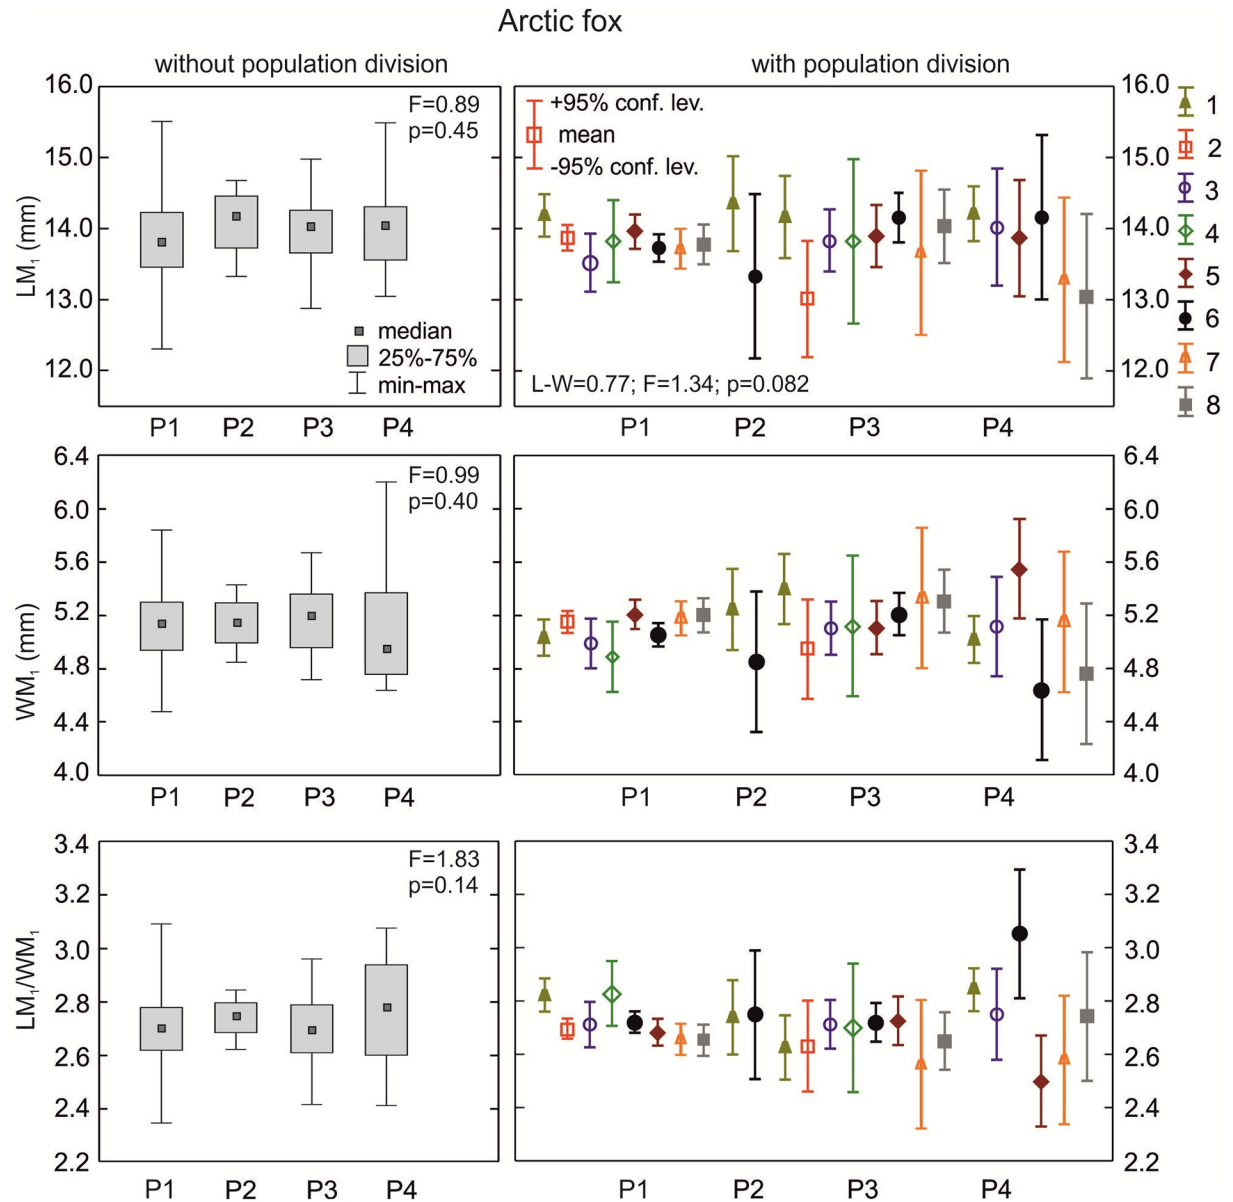 Arctic fox
without population division
with population division
16.0
15.0
14.0
13.0
12.0
LM₁ (mm)
F=0.89
p=0.45
median
25%-75%
min-max
P1 P2 P3 P4
+95% conf. lev.
mean
-95% conf. lev.
L-W=0.77; F=1.34; p=0.082
P1 P2 P3 P4
16.0
15.0
14.0
13.0
12.0
1
2
3
4
5
6
7
8
6.4
6.0
5.6
5.2
4.8
4.4
4.0
WM₁ (mm)
F=0.99
p=0.40
P1 P2 P3 P4
P1 P2 P3 P4
6.4
6.0
5.6
5.2
4.8
4.4
4.0
3.4
3.2
3.0
2.8
2.6
2.4
2.2
LM₁/WM₁
F=1.83
p=0.14
P1 P2 P3 P4
P1 P2 P3 P4
3.4
3.2
3.0
2.8
2.6
2.4
2.2